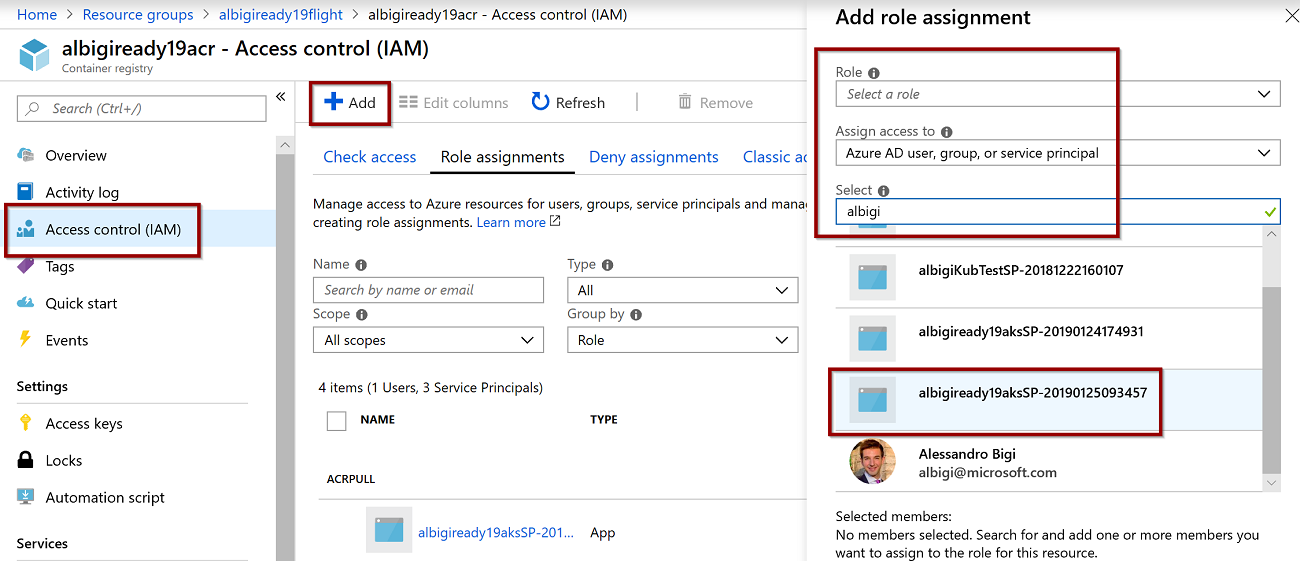 Home > Resource groups > albigiready19flight > albigiready19acr - Access control (IAM)
albigiready19acr - Access control (IAM)
Container registry
Search (Ctrl+/)
«
Overview
Activity log
Access control (IAM)
Tags
Quick start
Events
Settings
Access keys
Locks
Automation script
Services
Add
Edit columns
Refresh
Remove
Check access
Role assignments
Deny assignments
Classic ac
Manage access to Azure resources for users, groups, service principals and mana
creating role assignments. Learn more
Name
Type
Search by name or email
All
Scope
Group by
All scopes
Role
4 items (1 Users, 3 Service Principals)
NAME
TYPE
ACRPULL
albigiready19aksSP-201...
App
Add role assignment
Role
Select a role
Assign access to
Azure AD user, group, or service principal
Select
albigi
albigiKubTestSP-20181222160107
albigiready19aksSP-20190124174931
albigiready19aksSP-20190125093457
Alessandro Bigi
albigi@microsoft.com
Selected members:
No members selected. Search for and add one or more members you
want to assign to the role for this resource.